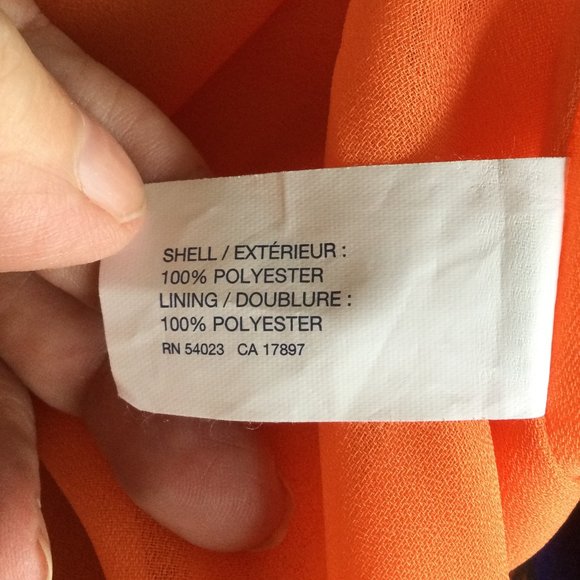 SHELL / EXTÉRIEUR :
100% POLYESTER
LINING / DOUBLURE :
100% POLYESTER
RN 54023 CA 17897